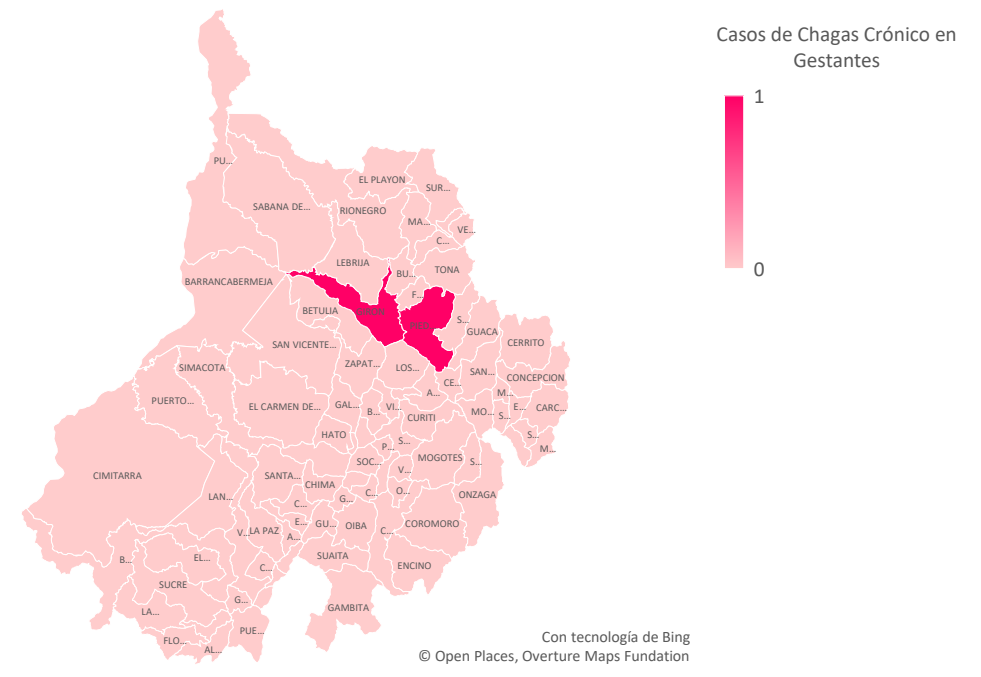 Casos de Chagas Crónico en
Gestantes
1
0
PU...
EL PLAYON
SUR...
SABANA DE...
RIONEGRO
MA...
VE...
C...
LEBRIJA
BU...
TONA
BARRANCABERMEJA
F...
BETULIA
GIRON
PIED...
S...
GUACA
SAN VICENTE...
CERRITO
SIMACOTA
ZAPAT...
LOS...
SAN...
CONCEPCION
CE...
A...
M...
PUERTO...
EL CARMEN DE...
GAL...
B...
VI...
CURITI
MO...
S...
E...
CARC...
HATO
S...
P...
S...
M...
SOC...
MOGOTES
S...
V...
CIMITARRA
SANTA...
CHIMA
C...
O...
ONZAGA
LAN...
C...
G...
E...
GU...
OIBA
C...
COROMORO
V...
LA PAZ
A...
B...
EL...
C...
SUAITA
ENCINO
SUCRE
G...
LA...
GAMBITA
PUE...
FLO...
AL...
Con tecnología de Bing
© Open Places, Overture Maps Fundation